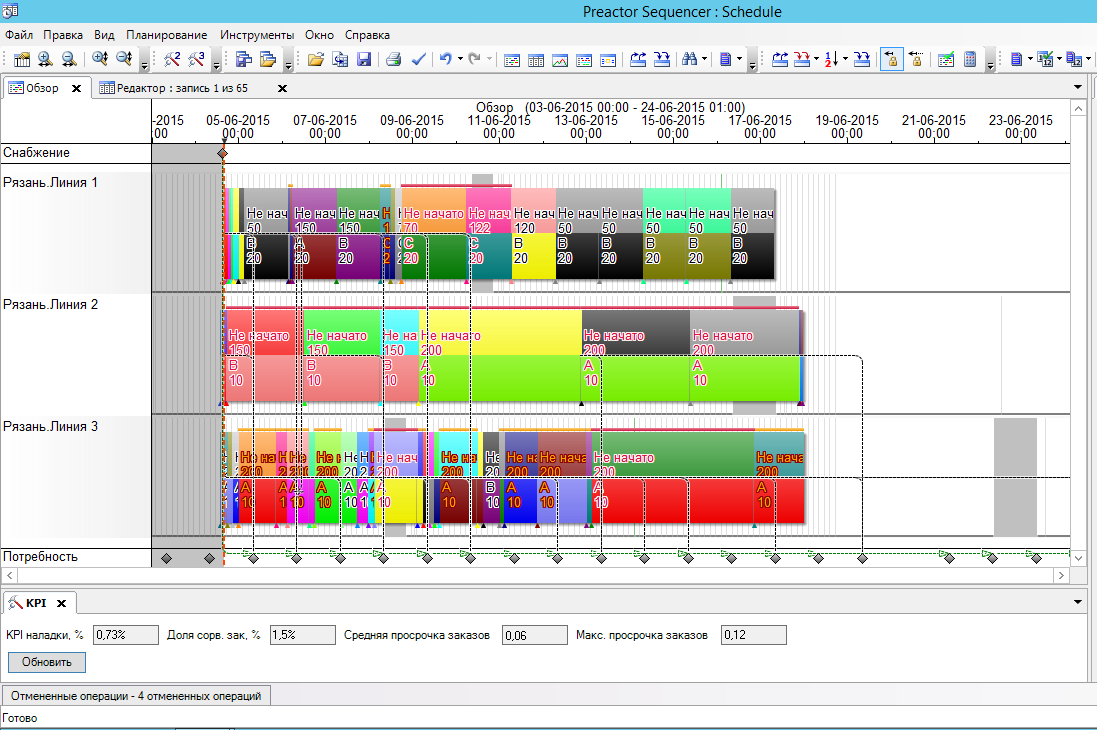 Preactor Sequencer : Schedule
Файл Правка Вид Планирование Инструменты Окно Справка
Обзор Редактор : запись 1 из 65
Обзор (03-06-2015 00:00 - 24-06-2015 01:00)
-2015 05-06-2015 07-06-2015 09-06-2015 11-06-2015 13-06-2015 15-06-2015 17-06-2015 19-06-2015 21-06-2015 23-06-2015
:00 00:00 00:00 00:00 00:00 00:00 00:00 00:00 00:00 00:00 00:00
Снабжение
Рязань.Линия 1
Не нач Не нач Не нач Не начато Не нач Не нач Не нач Не нач Не нач Не нач Не нач
50 150 150 70 122 120 50 50 50 50 50
B A B C C B B B B B B
20 20 20 20 20 20 20 20 20 20 20
Рязань.Линия 2
Не начато Не начато Не на Не начато Не начато Не начато
150 150 150 200 200 200
B B B A A A
10 10 10 10 10 10
Рязань.Линия 3
Не на Не Не Не нача Не на Не Не на Не нача Не начато Не нача
200 200 200 200 200 200 200 200
A A A A A A B A A A A
10 10 10 10 10 10 10 10 10 10 10
Потребность
KPI
KPI наладки, % 0,73% Доля сорв. зак, % 1,5% Средняя просрочка заказов 0,06 Макс. просрочка заказов 0,12
Обновить
Отмененные операции - 4 отмененных операций
Готово